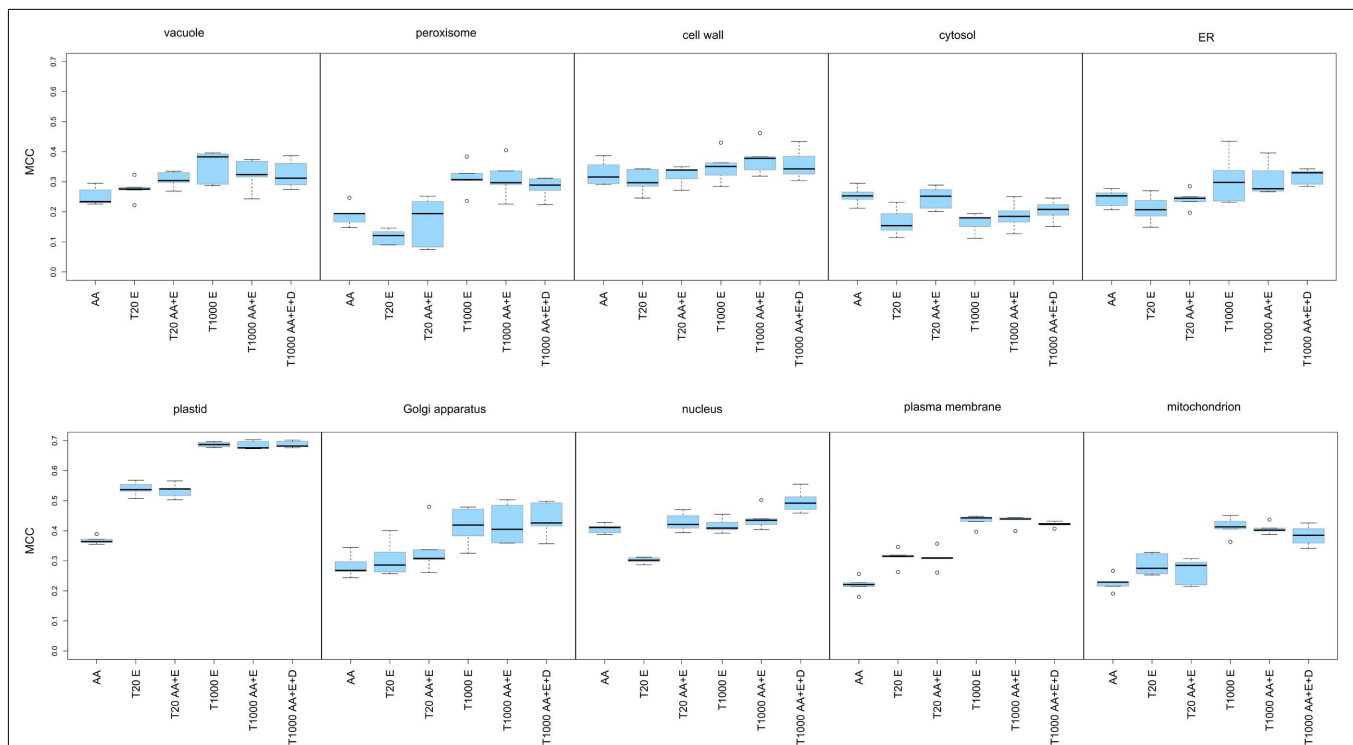 vacuole peroxisome cell wall cytosol ER
MCC
0.7
0.6
0.5
0.4
0.3
0.2
0.1
0.0
AA T20 E T20 AA+E T1000 E T1000 AA+E T1000 AA+E+D AA T20 E T20 AA+E T1000 E T1000 AA+E T1000 AA+E+D AA T20 E T20 AA+E T1000 E T1000 AA+E T1000 AA+E+D AA T20 E T20 AA+E T1000 E T1000 AA+E T1000 AA+E+D AA T20 E T20 AA+E T1000 E T1000 AA+E T1000 AA+E+D
plastid Golgi apparatus nucleus plasma membrane mitochondrion
MCC
0.7
0.6
0.5
0.4
0.3
0.2
0.1
0.0
AA T20 E T20 AA+E T1000 E T1000 AA+E T1000 AA+E+D AA T20 E T20 AA+E T1000 E T1000 AA+E T1000 AA+E+D AA T20 E T20 AA+E T1000 E T1000 AA+E T1000 AA+E+D AA T20 E T20 AA+E T1000 E T1000 AA+E T1000 AA+E+D AA T20 E T20 AA+E T1000 E T1000 AA+E T1000 AA+E+D